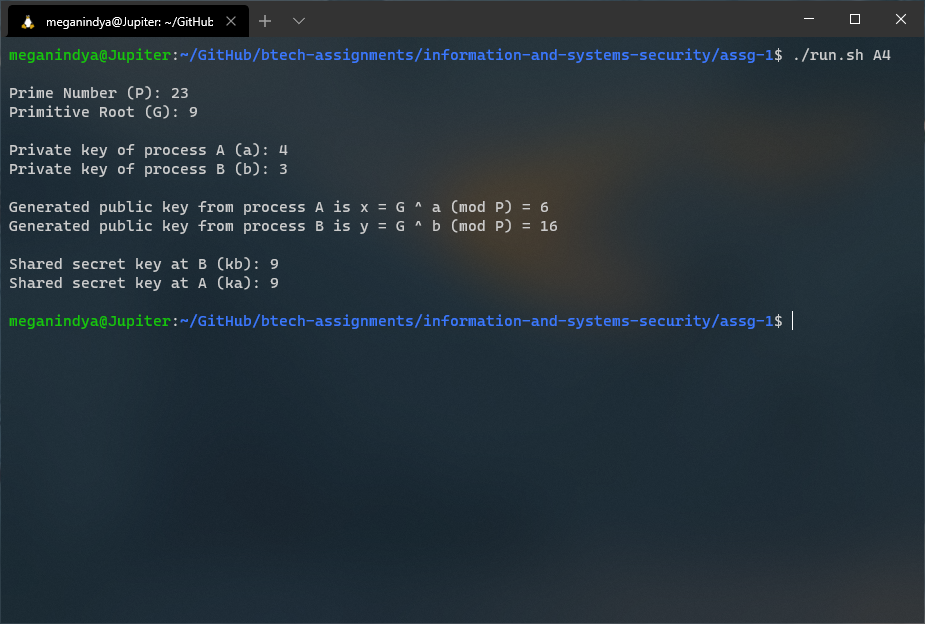 meganindya@Jupiter: ~/GitHub
meganindya@Jupiter:~/GitHub/btech-assignments/information-and-systems-security/assg-1$ ./run.sh A4
Prime Number (P): 23
Primitive Root (G): 9
Private key of process A (a): 4
Private key of process B (b): 3
Generated public key from process A is x = G ^ a (mod P) = 6
Generated public key from process B is y = G ^ b (mod P) = 16
Shared secret key at B (kb): 9
Shared secret key at A (ka): 9
meganindya@Jupiter:~/GitHub/btech-assignments/information-and-systems-security/assg-1$